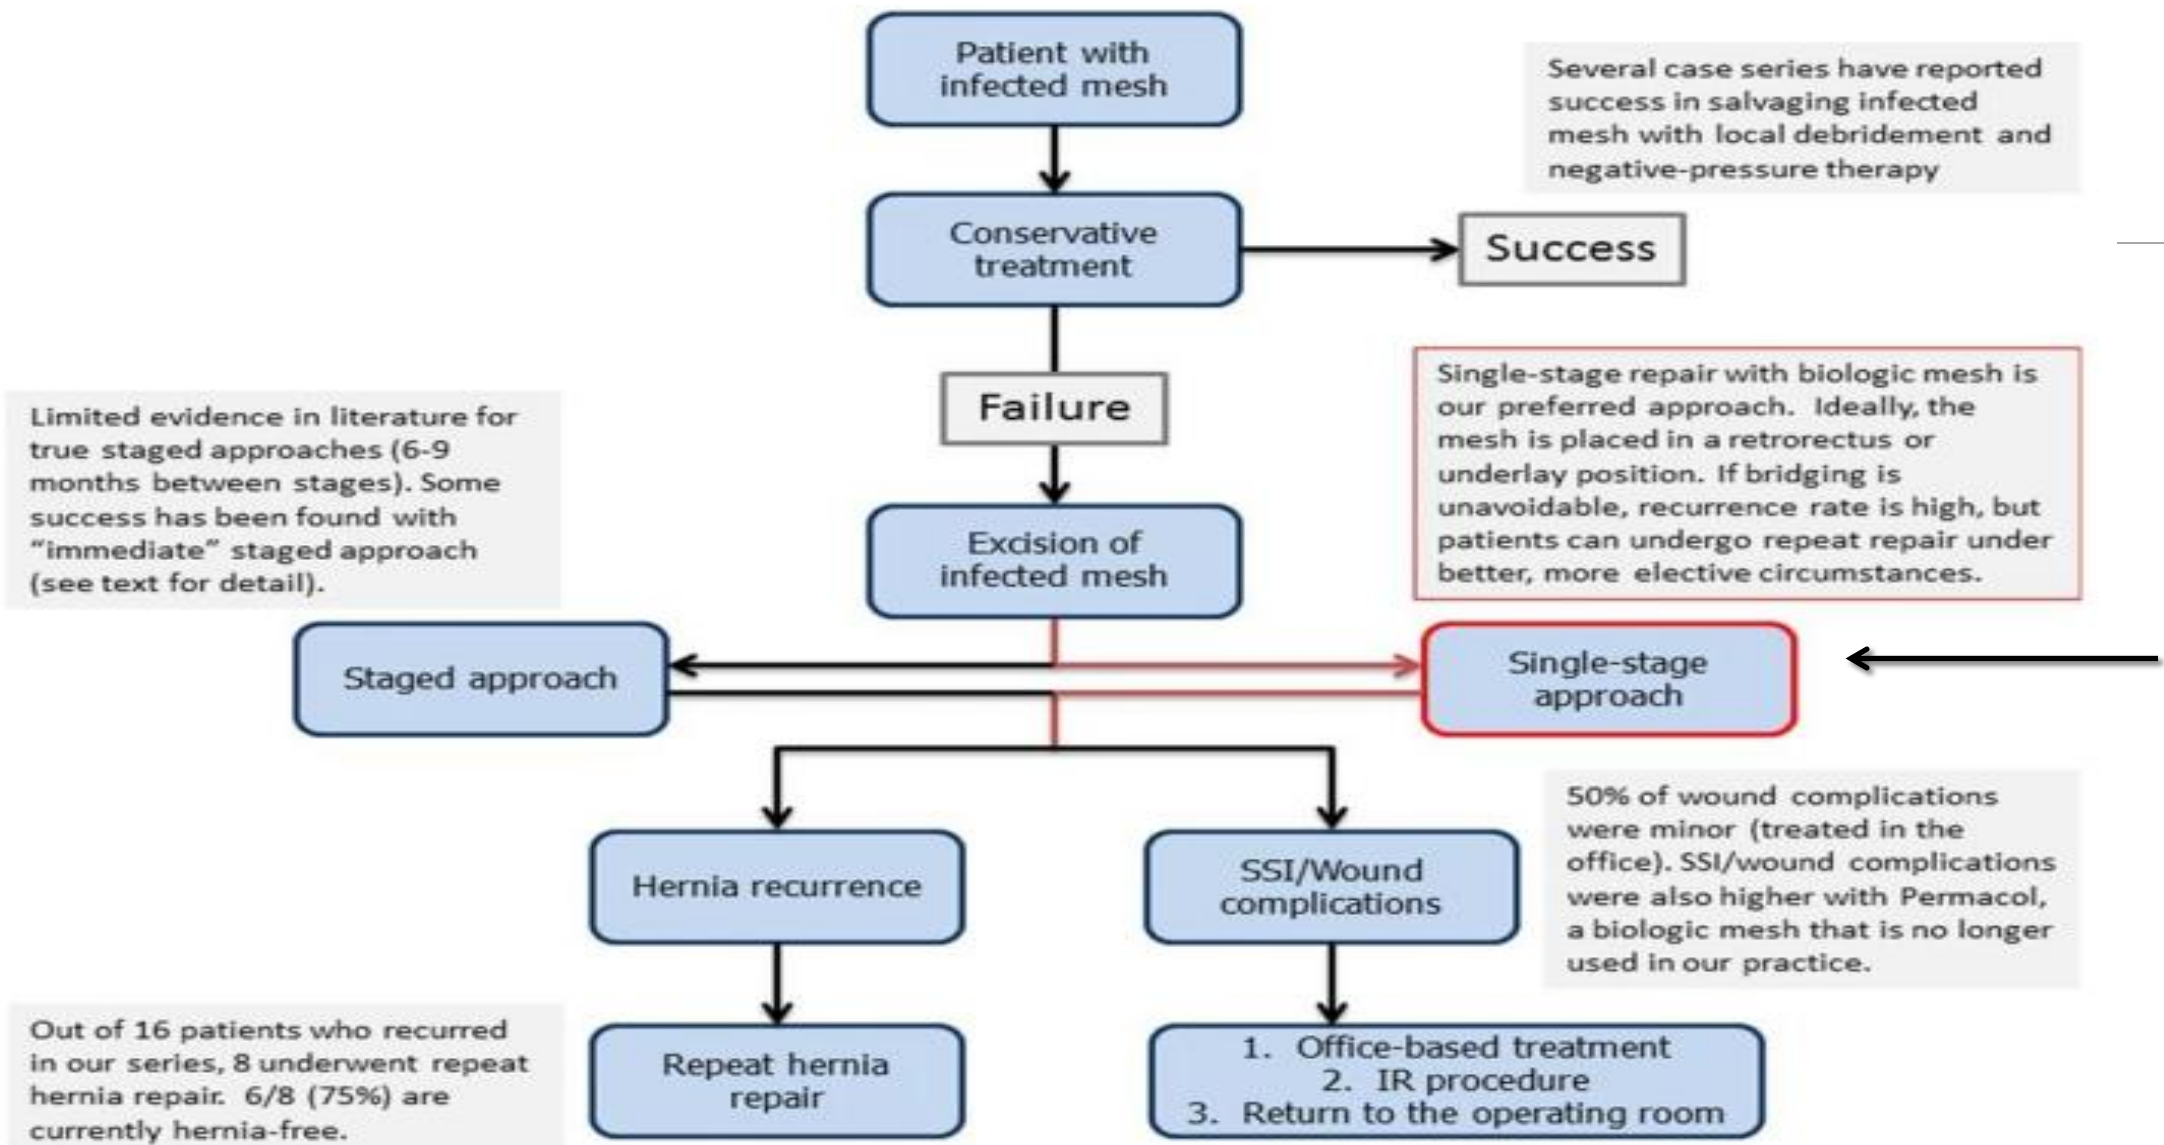 Patient with
infected mesh
Several case series have reported
success in salvaging infected
mesh with local debridement and
negative-pressure therapy
Conservative
treatment
Success
Failure
Single-stage repair with biologic mesh is
our preferred approach. Ideally, the
mesh is placed in a retrorectus or
underlay position. If bridging is
unavoidable, recurrence rate is high, but
patients can undergo repeat repair under
better, more elective circumstances.
Limited evidence in literature for
true staged approaches (6-9
months between stages). Some
success has been found with
“immediate” staged approach
(see text for detail).
Excision of
infected mesh
Staged approach
Single-stage
approach
Hernia recurrence
SSI/Wound
complications
50% of wound complications
were minor (treated in the
office). SSI/wound complications
were also higher with Permacol,
a biologic mesh that is no longer
used in our practice.
Out of 16 patients who recurred
in our series, 8 underwent repeat
hernia repair. 6/8 (75%) are
currently hernia-free.
Repeat hernia
repair
1. Office-based treatment
2. IR procedure
3. Return to the operating room